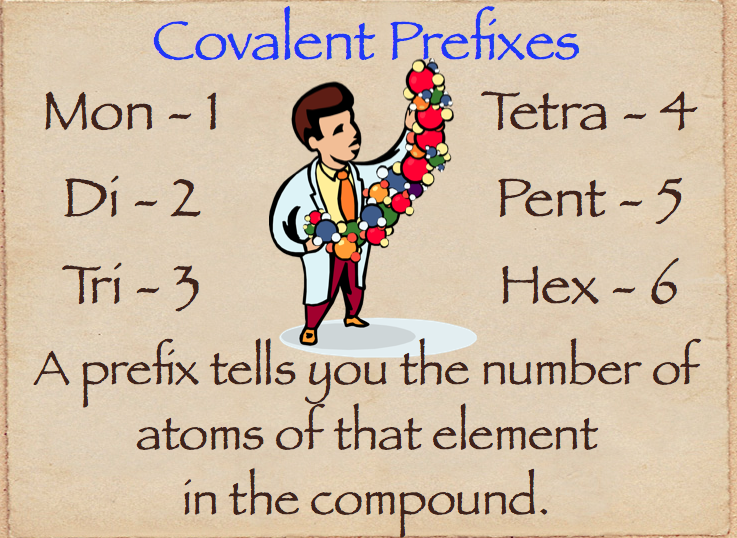 Covalent Prefixes
Mon - 1
Tetra - 4
Di - 2
Pent - 5
Tri - 3
Hex - 6
A prefix tells you the number of
atoms of that element
in the compound.